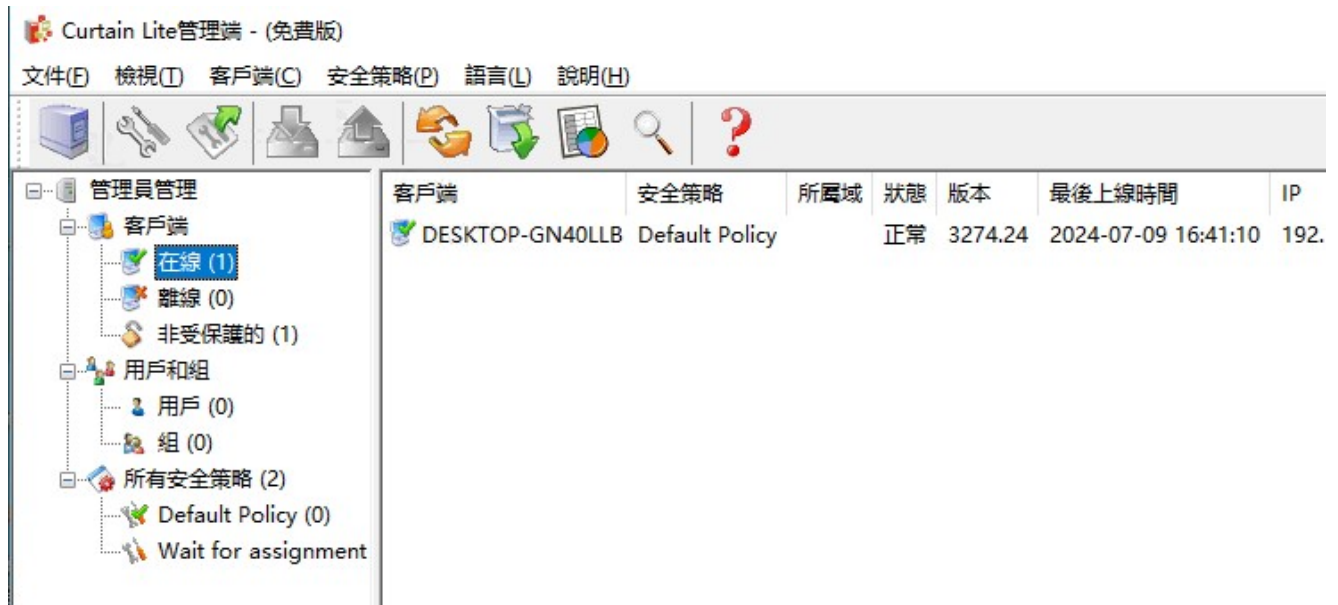 Curtain Lite管理端 - (免費版)
文件(F) 檢視(T) 客戶端(C) 安全策略(P) 語言(L) 說明(H)
管理員管理
客戶端
在線 (1)
離線 (0)
非受保護的 (1)
用戶和組
用戶 (0)
組 (0)
所有安全策略 (2)
Default Policy (0)
Wait for assignment
客戶端 安全策略 所屬域 狀態 版本 最後上線時間 IP
DESKTOP-GN40LLB Default Policy 正常 3274.24 2024-07-09 16:41:10 192.